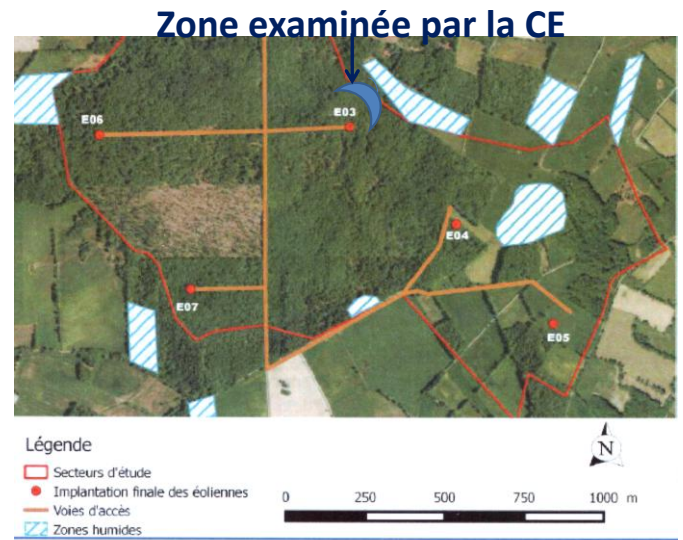 Zone examinée par la CE
E06
E03
E04
E07
E05
Légende
Secteurs d'étude
Implantation finale des éoliennes
Voies d'accès
Zones humides
N
0 250 500 750 1000 m